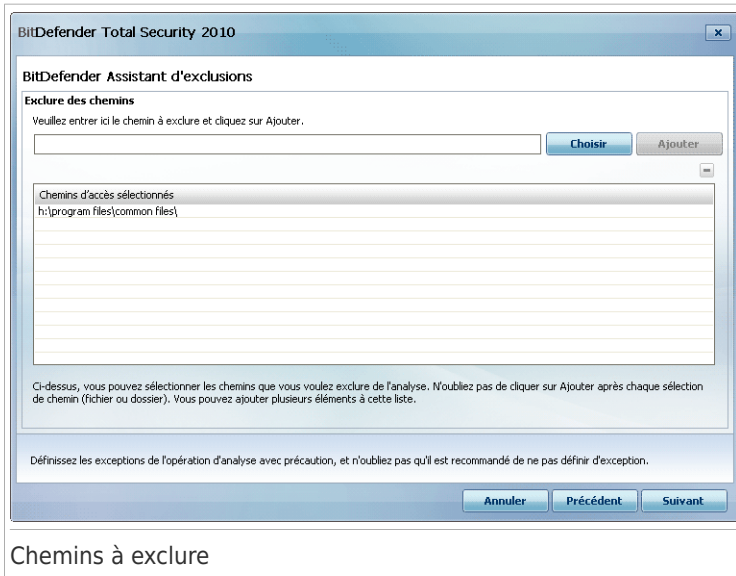 BitDefender Total Security 2010
BitDefender Assistant d'exclusions
Exclure des chemins
Veuillez entrer ici le chemin à exclure et cliquez sur Ajouter.
Choisir
Ajouter
Chemins d'accès sélectionnés
h:\program files\common files\
Ci-dessus, vous pouvez sélectionner les chemins que vous voulez exclure de l'analyse. N'oubliez pas de cliquer sur Ajouter après chaque sélection
de chemin (fichier ou dossier). Vous pouvez ajouter plusieurs éléments à cette liste.
Définissez les exceptions de l'opération d'analyse avec précaution, et n'oubliez pas qu'il est recommandé de ne pas définir d'exception.
Annuler
Précédent
Suivant
Chemins à exclure